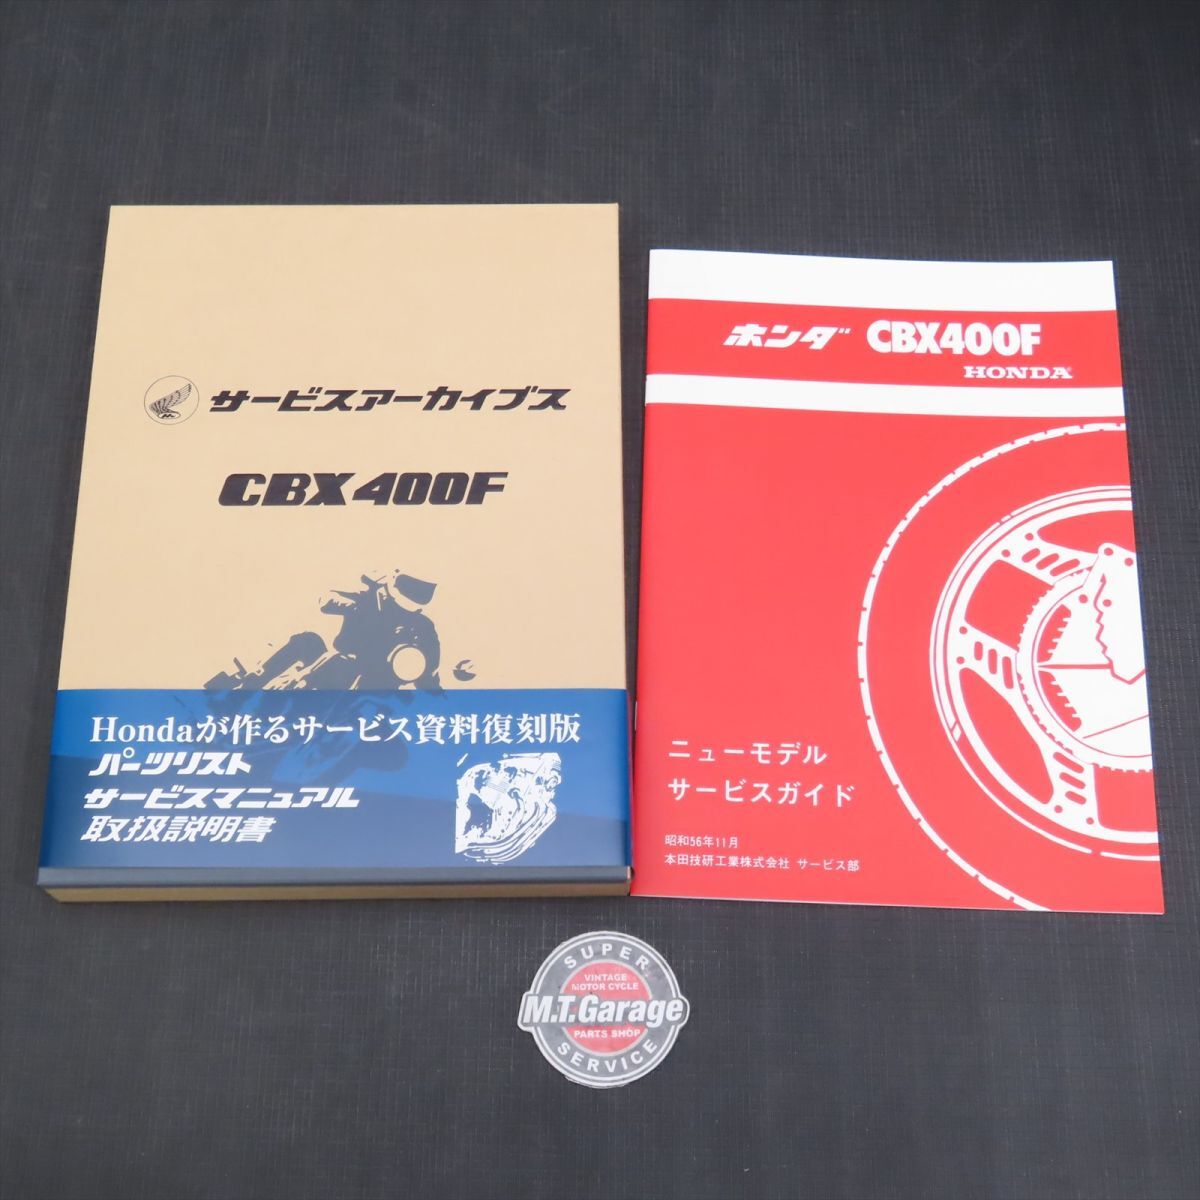 サービスアーカイブス
CBX400F
Hondaが作るサービス資料復刻版
パーツリスト
サービスマニュアル
取扱説明書
ホンダ CBX400F
HONDA
ニューモデル
サービスガイド
昭和56年11月
本田技研工業株式会社 サービス部
SUPER
VINTAGE
MOTOR CYCLE
M.T.Garage
PARTS SHOP
SERVICE